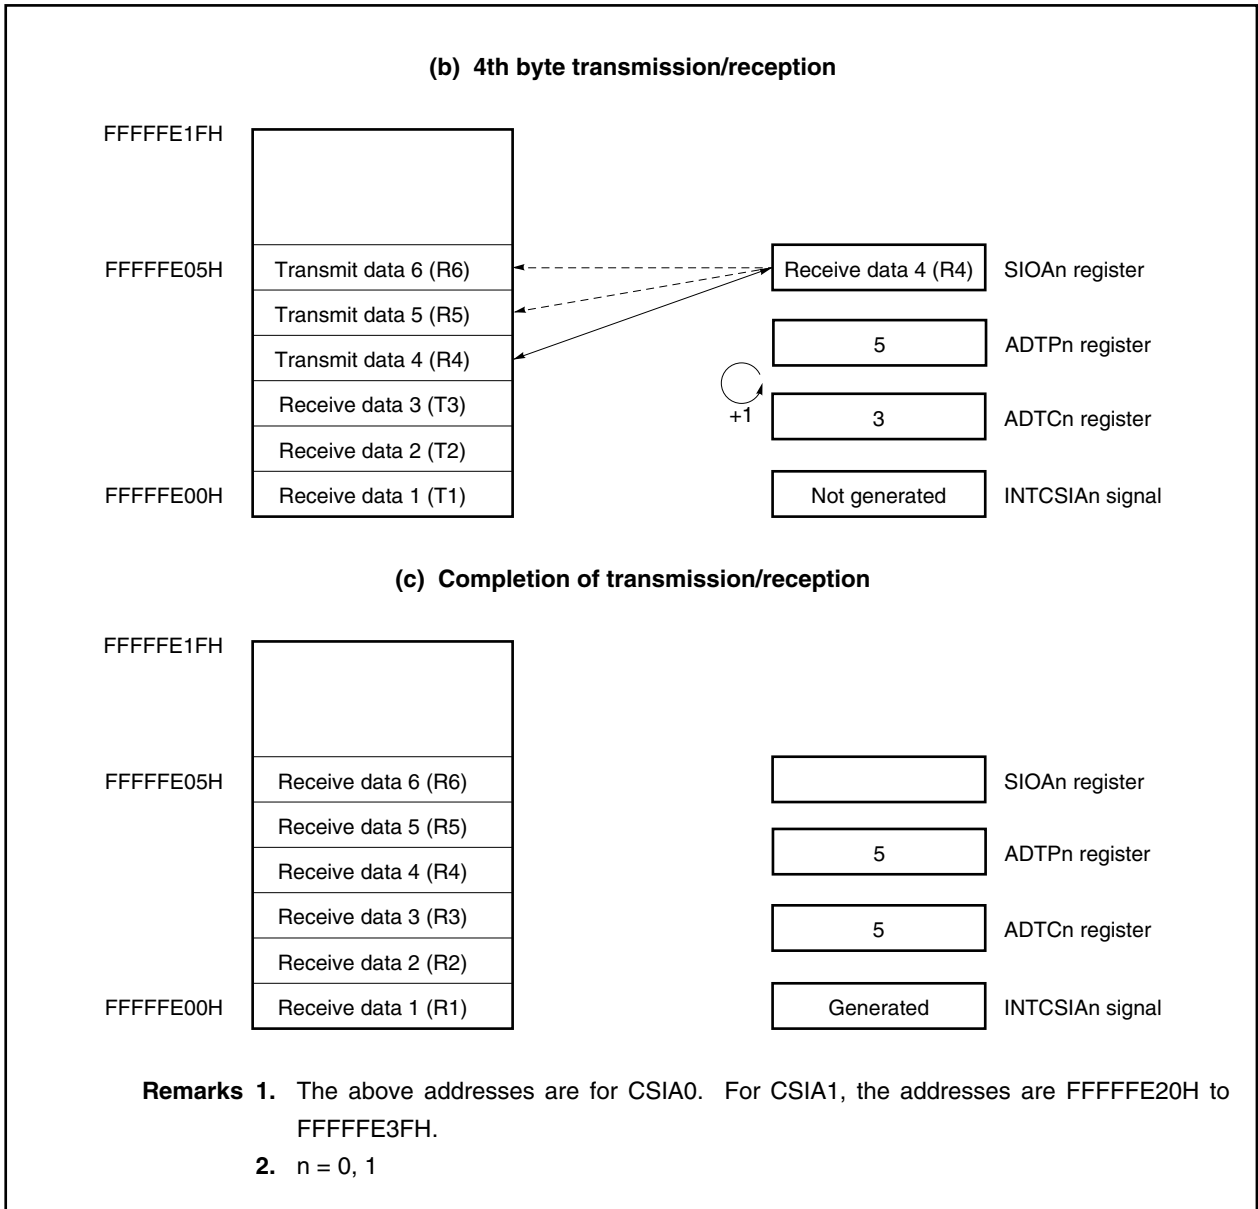 (b) 4th byte transmission/reception
FFFFFE1FH
FFFFFE05H
Transmit data 6 (R6)
Receive data 4 (R4)
SIOAn register
Transmit data 5 (R5)
Transmit data 4 (R4)
5
ADTPn register
Receive data 3 (T3)
+1
3
ADTCn register
Receive data 2 (T2)
FFFFFE00H
Receive data 1 (T1)
Not generated
INTCSIAn signal
(c) Completion of transmission/reception
FFFFFE1FH
FFFFFE05H
Receive data 6 (R6)
SIOAn register
Receive data 5 (R5)
5
ADTPn register
Receive data 4 (R4)
Receive data 3 (R3)
5
ADTCn register
Receive data 2 (R2)
FFFFFE00H
Receive data 1 (R1)
Generated
INTCSIAn signal
Remarks 1. The above addresses are for CSIA0. For CSIA1, the addresses are FFFFFE20H to
FFFFFE3FH.
2. n = 0, 1